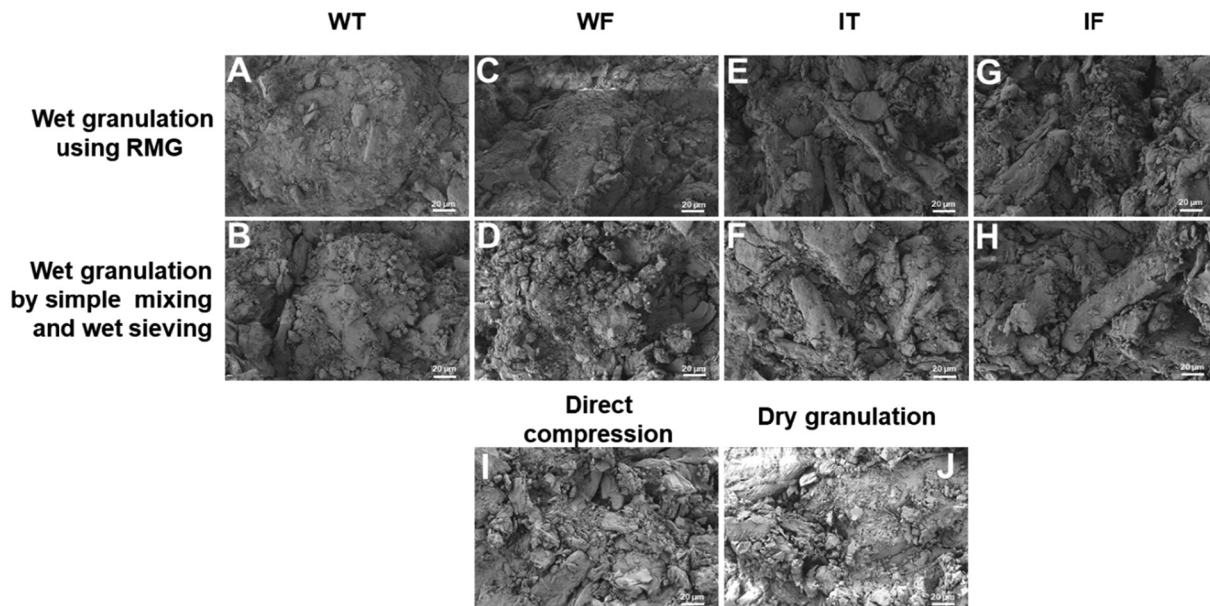 WT WF IT IF
Wet granulation
using RMG
A C E G
20 µm 20 µm 20 µm 20 µm
Wet granulation
by simple mixing
and wet sieving
B D F H
20 µm 20 µm 20 µm 20 µm
Direct
compression
Dry granulation
I J
20 µm 20 µm